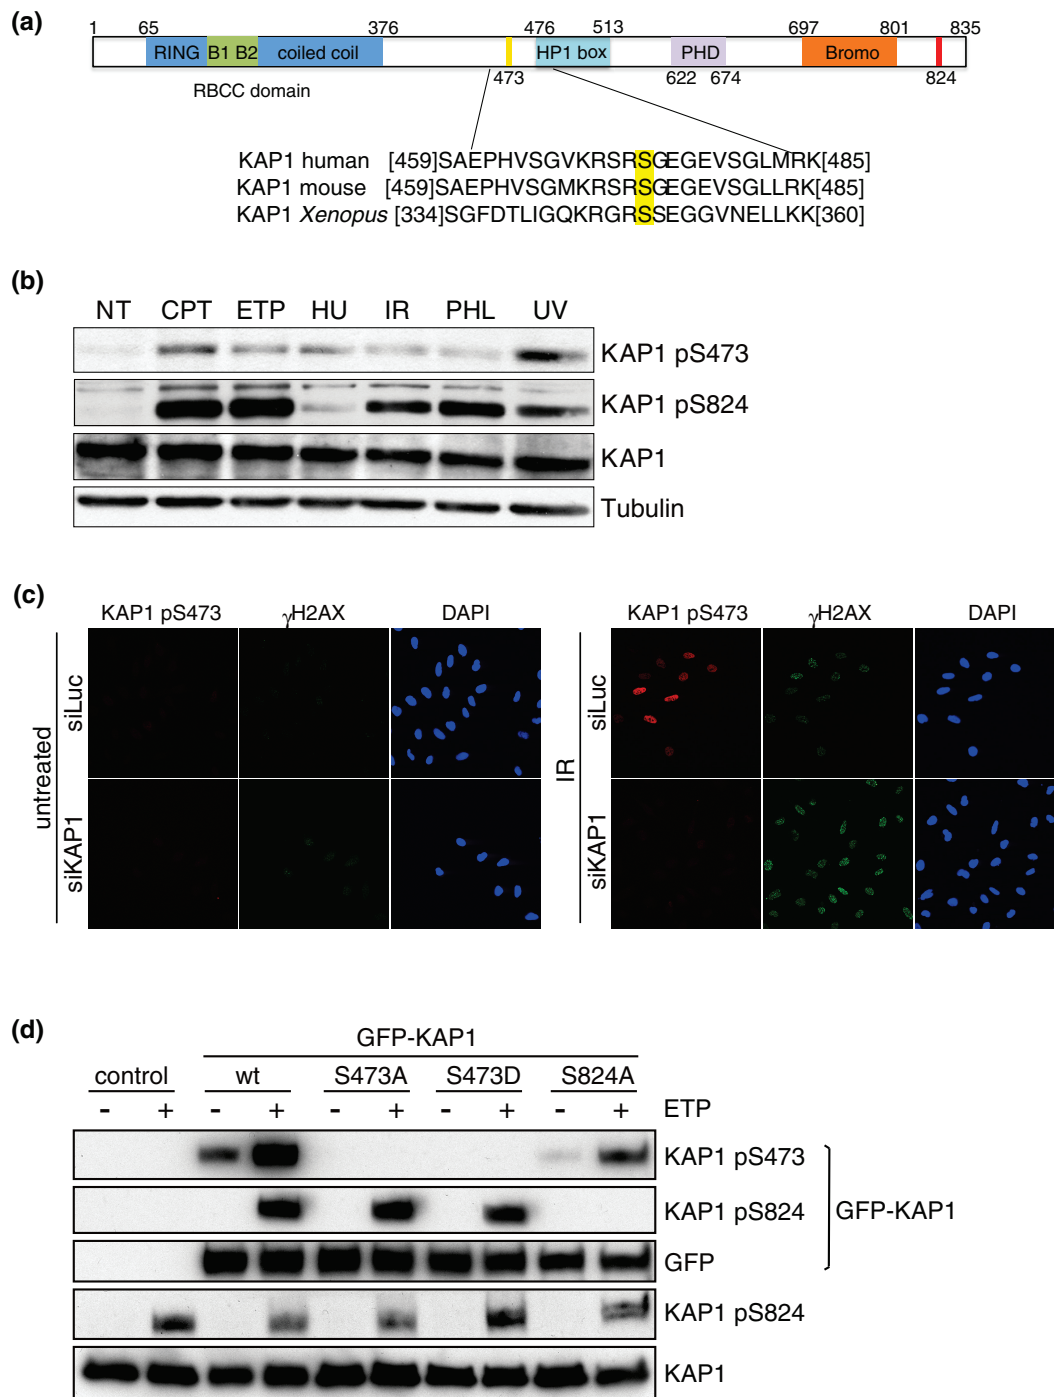 (a)
1 65 376 476 513 697 801 835
RING B1 B2 coiled coil HP1 box PHD Bromo
473 622 674 824
RBCC domain
KAP1 human [459]SAEPHVSGVKRSRSGEGEVSGLMRK[485]
KAP1 mouse [459]SAEPHVSGMKRSRSGEGEVSGLLRK[485]
KAP1 Xenopus [334]SGFDTLIGQKRGRSSEGGVNELLKK[360]
(b)
NT CPT ETP HU IR PHL UV
KAP1 pS473
KAP1 pS824
KAP1
Tubulin
(c)
KAP1 pS473 γH2AX DAPI KAP1 pS473 γH2AX DAPI
untreated
siLuc
siKAP1
IR
siLuc
siKAP1
(d)
GFP-KAP1
control wt S473A S473D S824A
- + - + - + - + - + ETP
KAP1 pS473
KAP1 pS824
GFP
GFP-KAP1
KAP1 pS824
KAP1